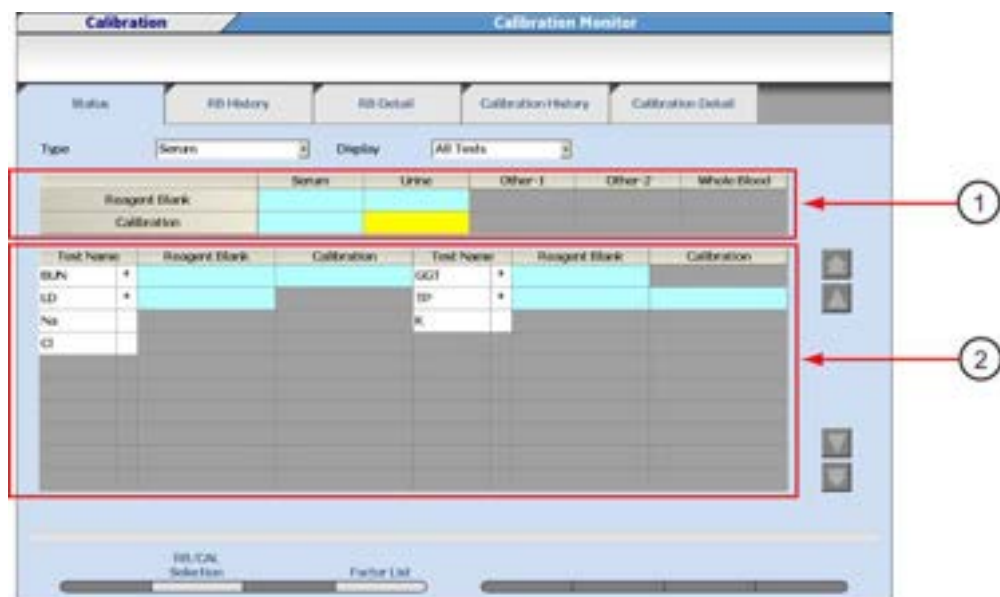 Calibration Calibration Monitor
Status RB History RB Detail Calibration History Calibration Detail
Type Serum Display All Tests
Serum Urine Other-1 Other-2 Whole Blood
Reagent Blank
Calibration
1
Test Name Reagent Blank Calibration Test Name Reagent Blank Calibration
BUN * GGT *
LD * TP *
Na K
Cl
2
RB/CAL
Selection Factor List